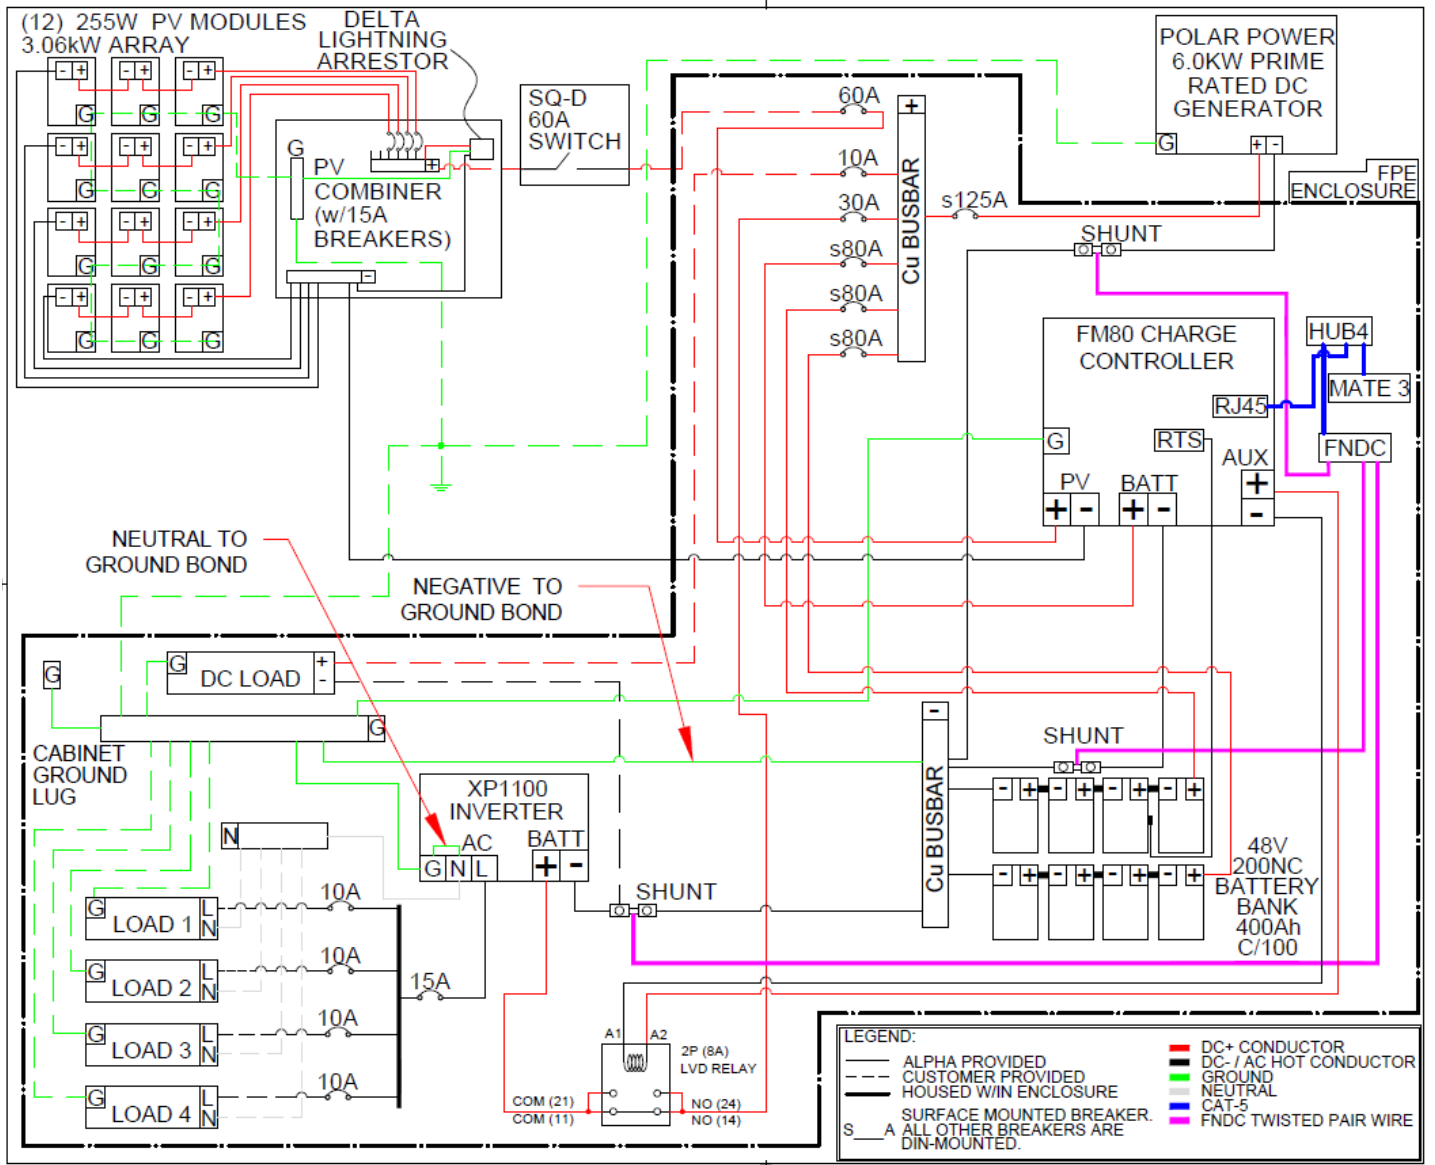 (12) 255W PV MODULES
3.06kW ARRAY
DELTA
LIGHTNING
ARRESTOR
- + - + - +
G G G
- + - + - +
G G G
- + - + - +
G G G
- + - + - +
G G G
G
PV
COMBINER
(w/15A
BREAKERS)
+
-
SQ-D
60A
SWITCH
60A
10A
30A
s80A
s80A
s80A
+
Cu BUSBAR
s125A
POLAR POWER
6.0KW PRIME
RATED DC
GENERATOR
G
+ -
FPE
ENCLOSURE
SHUNT
FM80 CHARGE
CONTROLLER
RJ45
G
RTS
AUX
+
-
PV
+ -
BATT
+ -
HUB4
MATE 3
FNDC
NEUTRAL TO
GROUND BOND
NEGATIVE TO
GROUND BOND
G
G
DC LOAD
+
-
G
CABINET
GROUND
LUG
N
XP1100
INVERTER
AC
G N L
BATT
+ -
SHUNT
-
Cu BUSBAR
SHUNT
- + - + - + - +
- + - + - + - +
48V
200NC
BATTERY
BANK
400Ah
C/100
G
LOAD 1
L
N
10A
G
LOAD 2
L
N
10A
G
LOAD 3
L
N
10A
G
LOAD 4
L
N
10A
15A
A1 A2
2P (8A)
LVD RELAY
COM (21)
COM (11)
NO (24)
NO (14)
LEGEND:
ALPHA PROVIDED
CUSTOMER PROVIDED
HOUSED W/IN ENCLOSURE
S___A SURFACE MOUNTED BREAKER.
ALL OTHER BREAKERS ARE
DIN-MOUNTED.
DC+ CONDUCTOR
DC- / AC HOT CONDUCTOR
GROUND
NEUTRAL
CAT-5
FNDC TWISTED PAIR WIRE